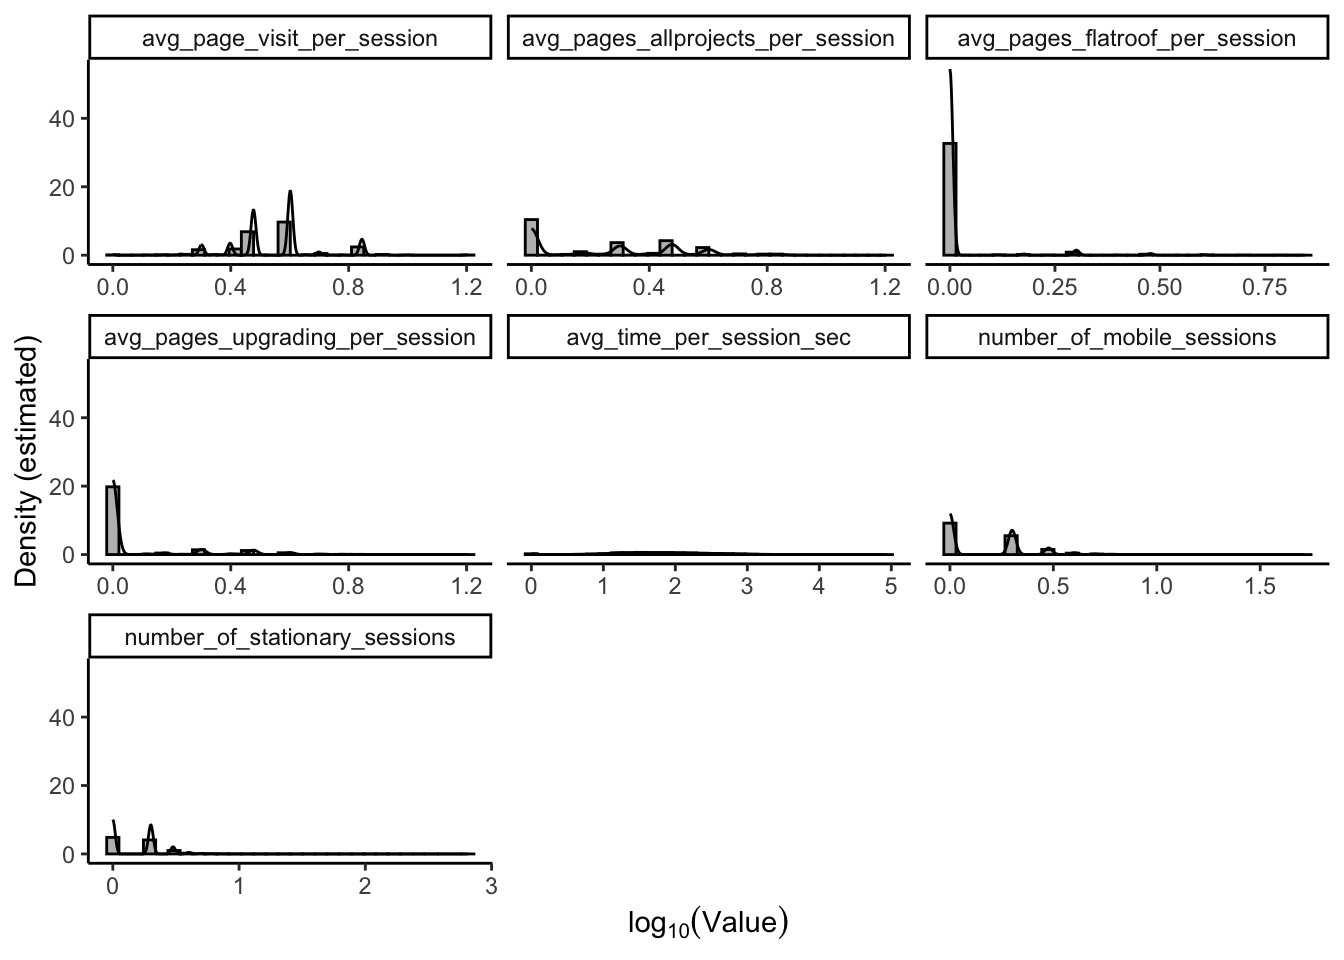 avg_page_visit_per_session avg_pages_allprojects_per_session avg_pages_flatroof_per_session
40
20
0
0.0 0.4 0.8 1.2 0.0 0.4 0.8 1.2 0.00 0.25 0.50 0.75
avg_pages_upgrading_per_session avg_time_per_session_sec number_of_mobile_sessions
40
20
0
0.0 0.4 0.8 1.2 0 1 2 3 4 5 0.0 0.5 1.0 1.5
Density (estimated)
number_of_stationary_sessions
40
20
0
0 1 2 3
log₁₀(Value)